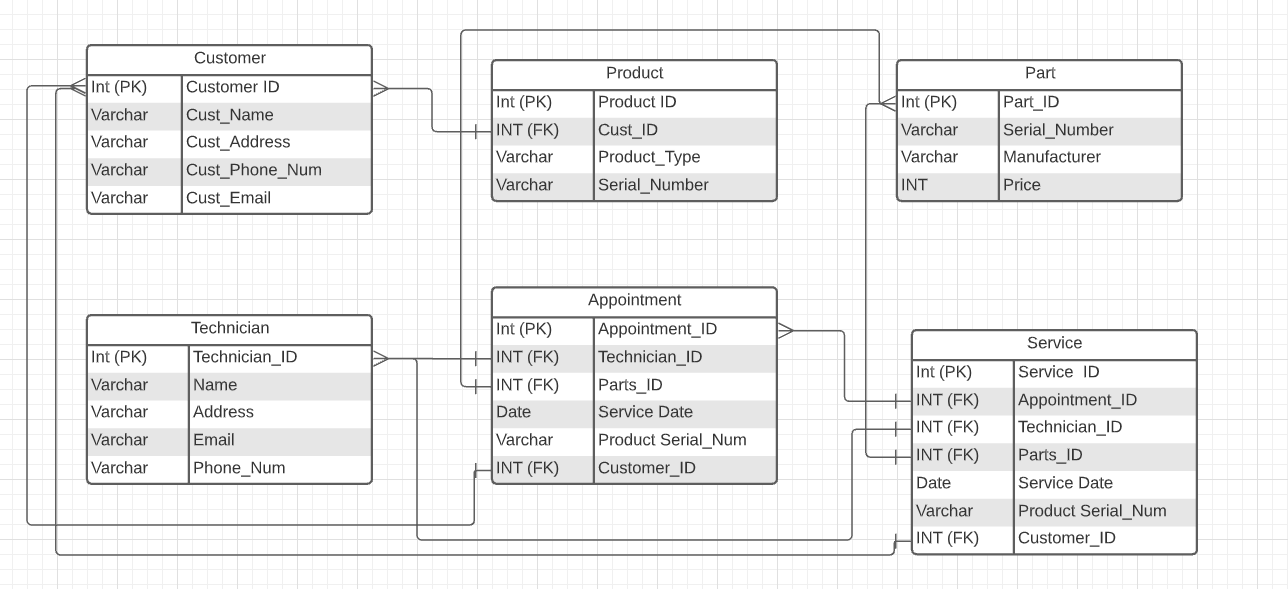 Customer
Int (PK) Customer ID
Varchar Cust_Name
Varchar Cust_Address
Varchar Cust_Phone_Num
Varchar Cust_Email
Product
Int (PK) Product ID
INT (FK) Cust_ID
Varchar Product_Type
Varchar Serial_Number
Part
Int (PK) Part_ID
Varchar Serial_Number
Varchar Manufacturer
INT Price
Technician
Int (PK) Technician_ID
Varchar Name
Varchar Address
Varchar Email
Varchar Phone_Num
Appointment
Int (PK) Appointment_ID
INT (FK) Technician_ID
INT (FK) Parts_ID
Date Service Date
Varchar Product Serial_Num
INT (FK) Customer_ID
Service
Int (PK) Service  ID
INT (FK) Appointment_ID
INT (FK) Technician_ID
INT (FK) Parts_ID
Date Service Date
Varchar Product Serial_Num
INT (FK) Customer_ID